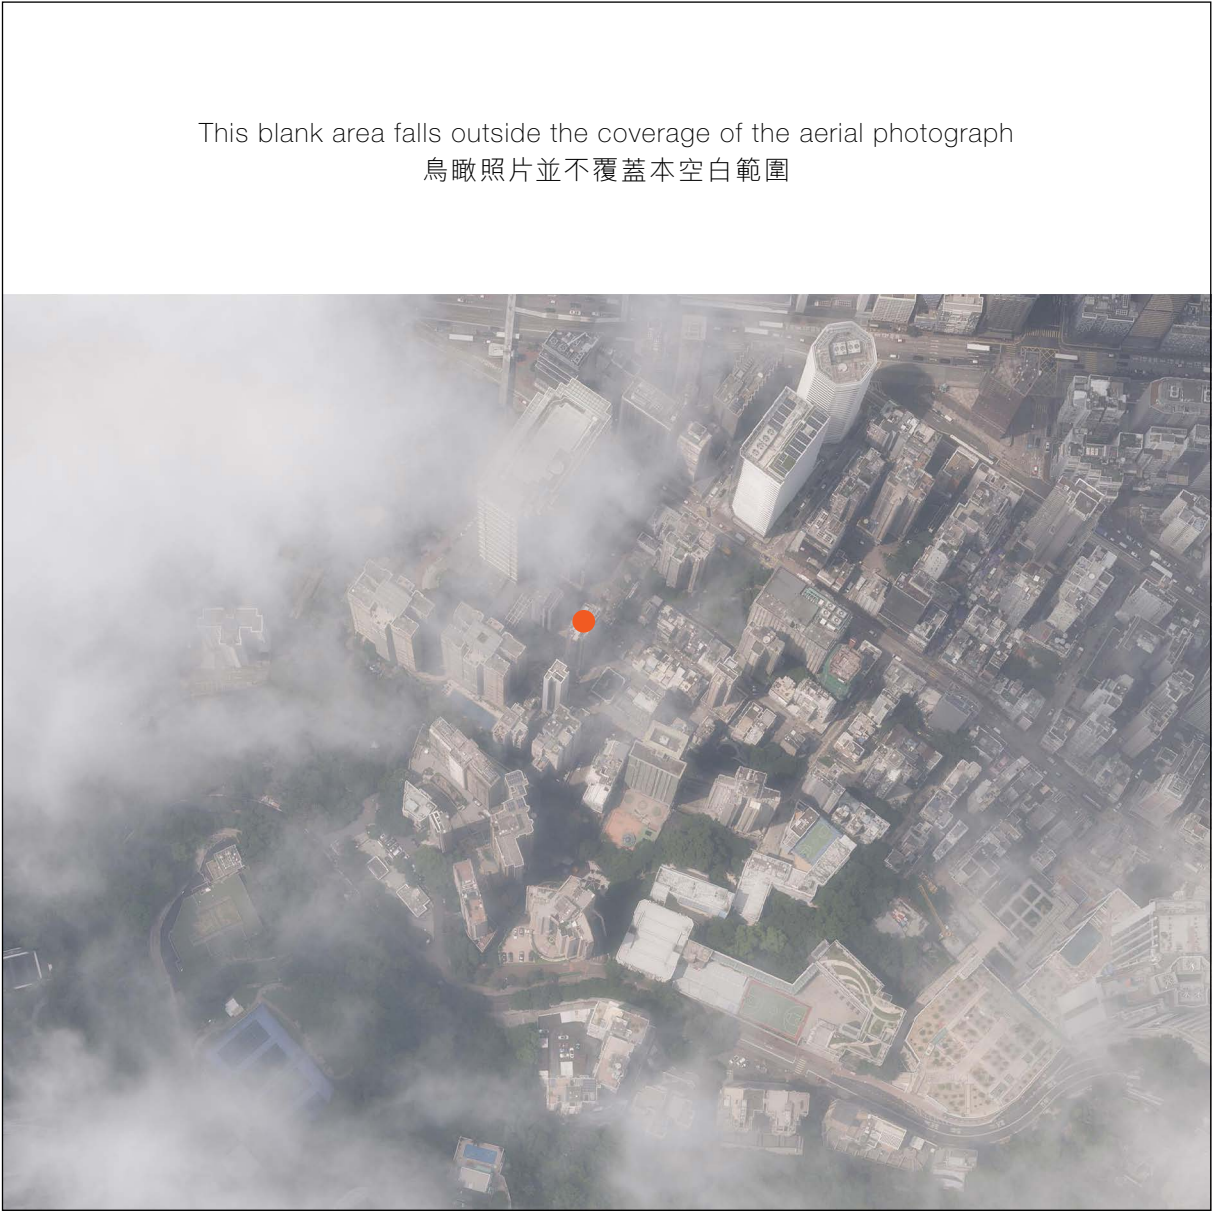 This blank area falls outside the coverage of the aerial photograph
鳥瞰照片並不覆蓋本空白範圍